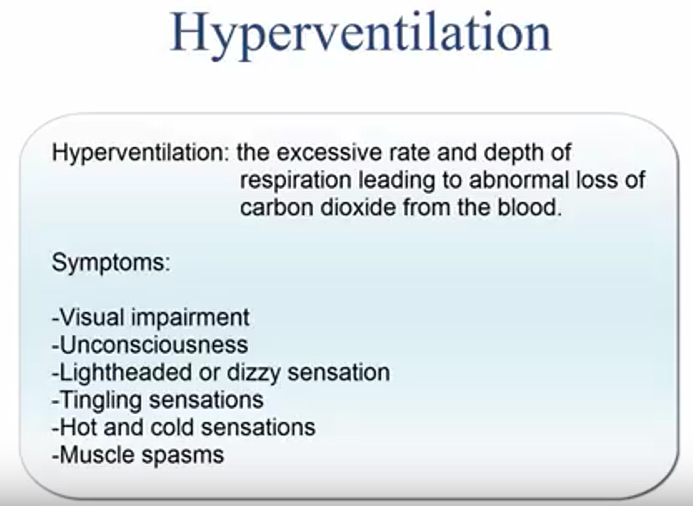 Hyperventilation
Hyperventilation: the excessive rate and depth of
respiration leading to abnormal loss of
carbon dioxide from the blood.
Symptoms:
-Visual impairment
-Unconsciousness
-Lightheaded or dizzy sensation
-Tingling sensations
-Hot and cold sensations
-Muscle spasms